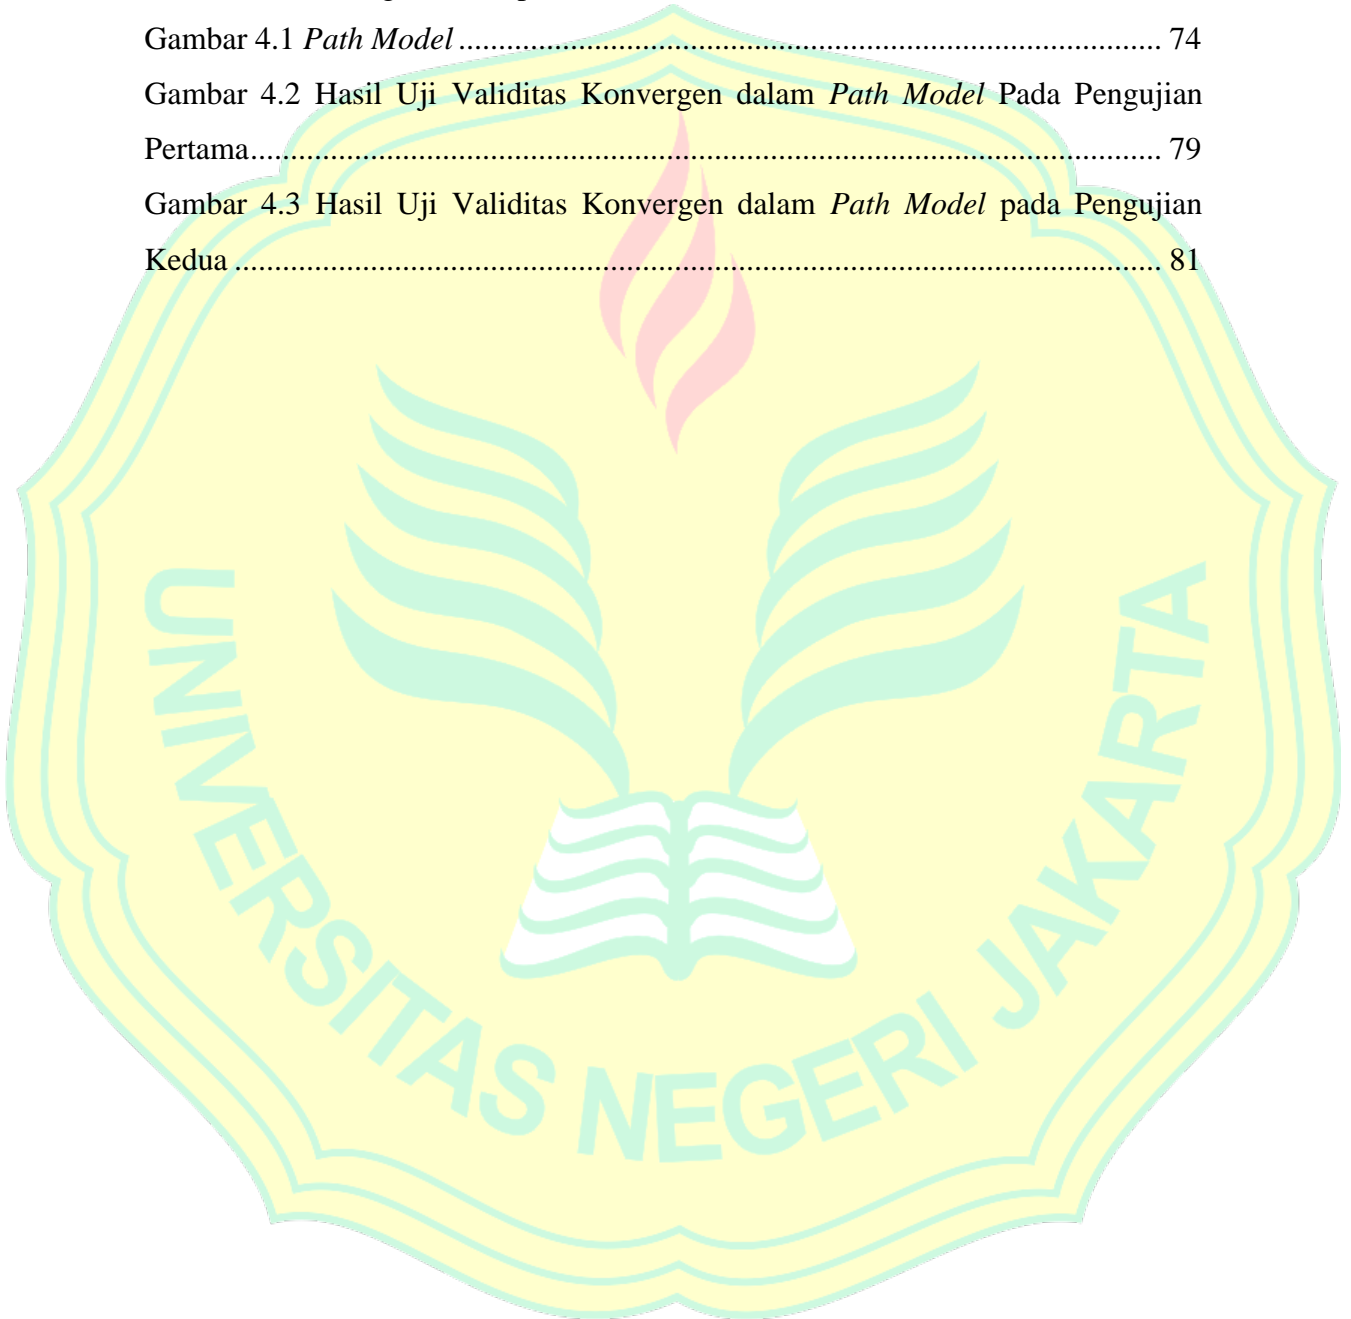 Gambar 4.1 Path Model ........................................................................................ 74
Gambar 4.2 Hasil Uji Validitas Konvergen dalam Path Model Pada Pengujian
Pertama.................................................................................................................. 79
Gambar 4.3 Hasil Uji Validitas Konvergen dalam Path Model pada Pengujian
Kedua .................................................................................................................... 81
UNIVERSITAS NEGERI JAKARTA